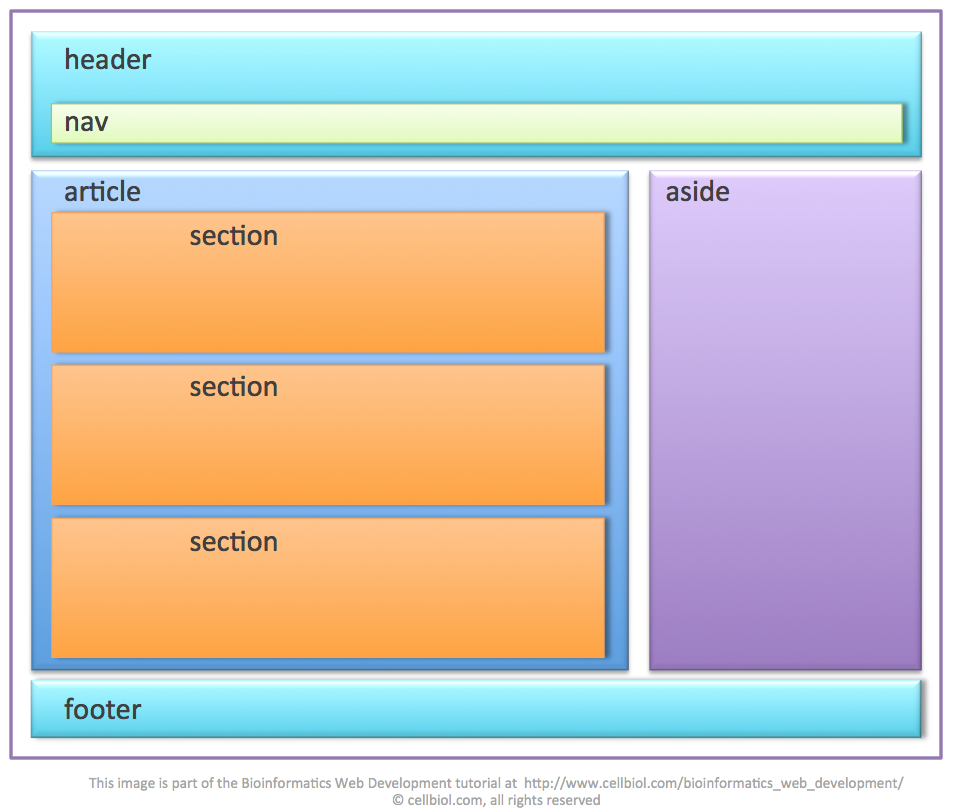 header
nav
article
aside
section
section
section
footer
This image is part of the Bioinformatics Web Development tutorial at http://www.cellbiol.com/bioinformatics_web_development/
© cellbiol.com, all rights reserved